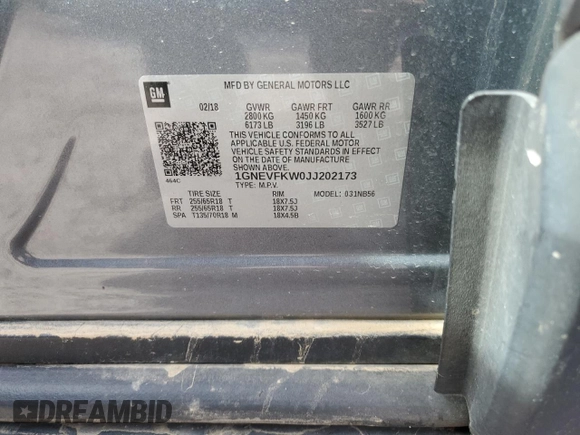 GM
MFD BY GENERAL MOTORS LLC
02/18 GVWR GAWR FRT GAWR RR
2800 KG 1450 KG 1600 KG
6173 LB 3196 LB 3527 LB
THIS VEHICLE CONFORMS TO ALL
APPLICABLE U.S. FEDERAL MOTOR
VEHICLE SAFETY STANDARDS IN EFFECT
ON THE DATE OF MANUFACTURE
SHOWN ABOVE.
1GNEVFKW0JJ202173
TYPE: M.P.V.
464C
TIRE SIZE RIM MODEL: 031NB56
FRT 255/65R18 T 18X7.5J
RR 255/65R18 T 18X7.5J
SPA T135/70R18 M 18X4.5B
DREAMBID